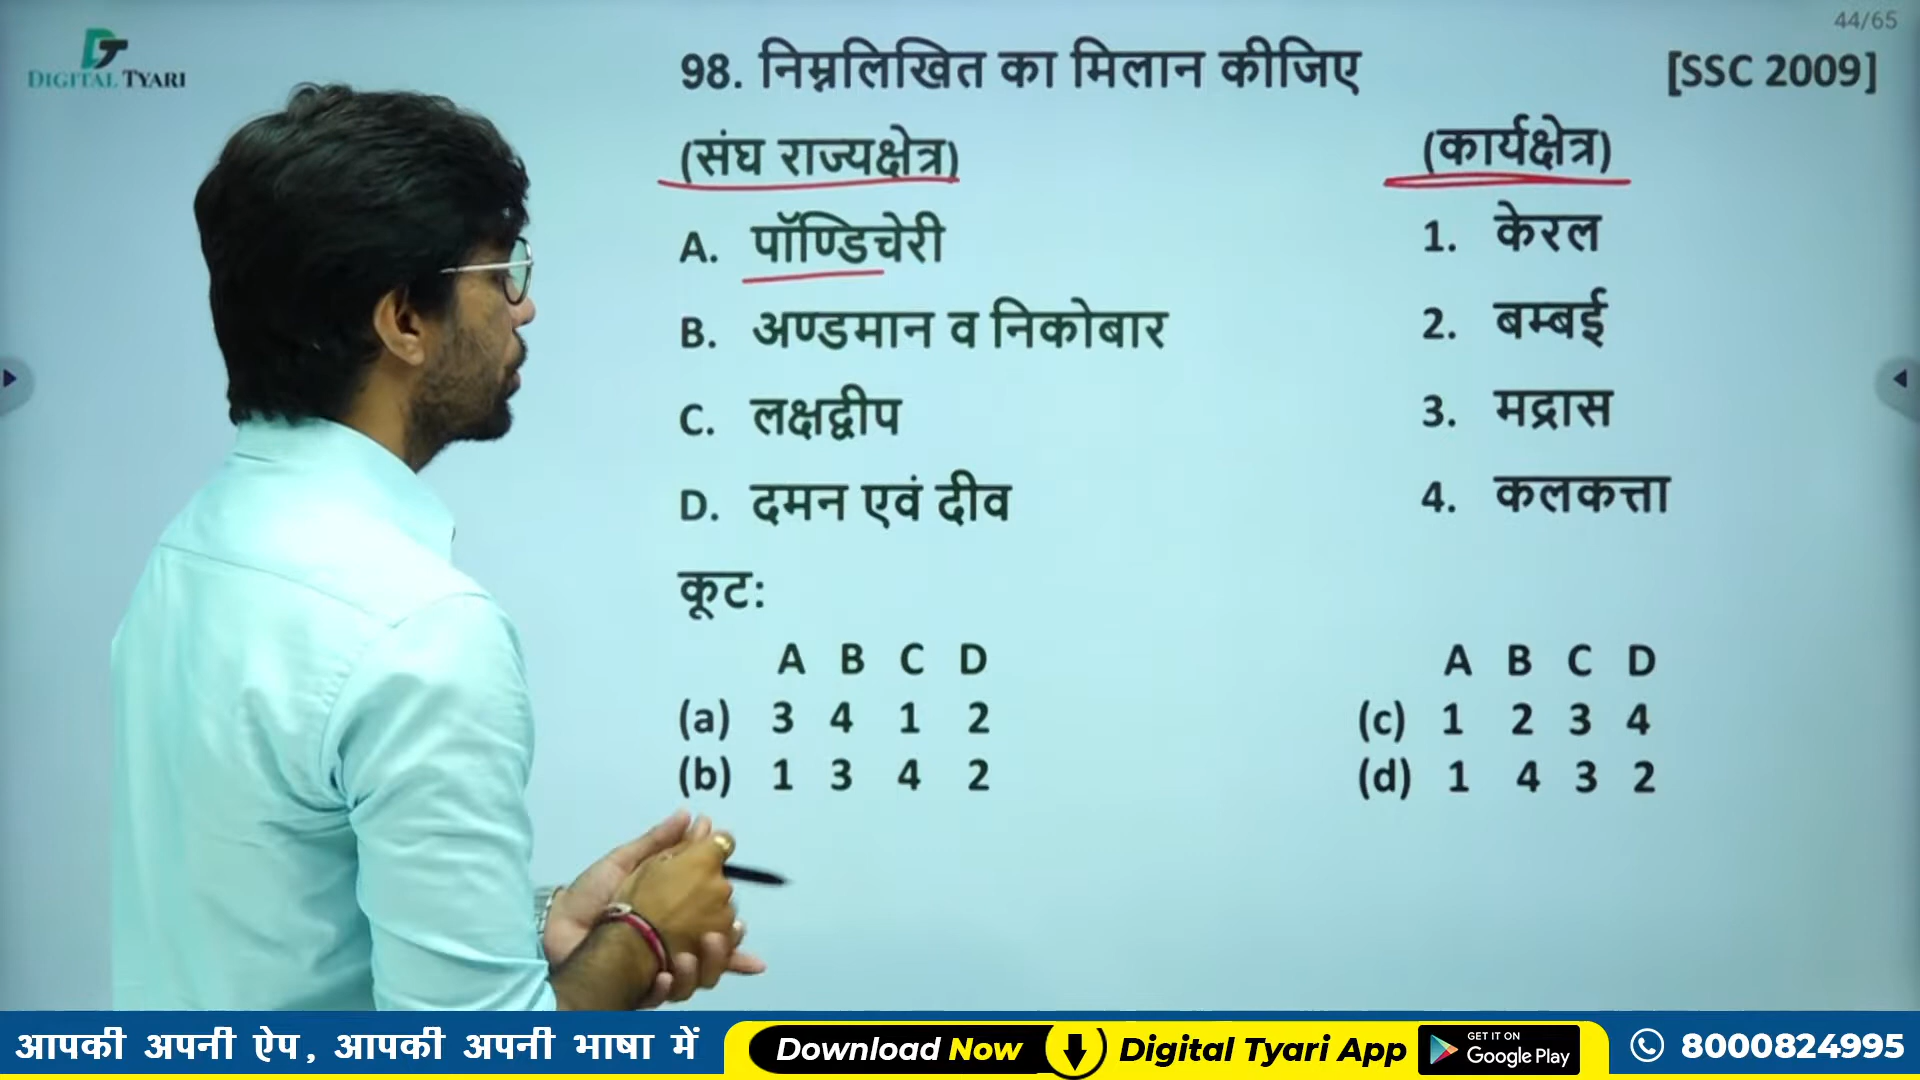 44/65
DT
DIGITAL TYARI
98. निम्नलिखित का मिलान कीजिए [SSC 2009]
(संघ राज्यक्षेत्र) (कार्यक्षेत्र)
A. पॉण्डिचेरी 1. केरल
B. अण्डमान व निकोबार 2. बम्बई
C. लक्षद्वीप 3. मद्रास
D. दमन एवं दीव 4. कलकत्ता
कूट:
A B C D A B C D
(a) 3 4 1 2 (c) 1 2 3 4
(b) 1 3 4 2 (d) 1 4 3 2
आपकी अपनी ऐप, आपकी अपनी भाषा में Download Now Digital Tyari App GET IT ON Google Play 8000824995